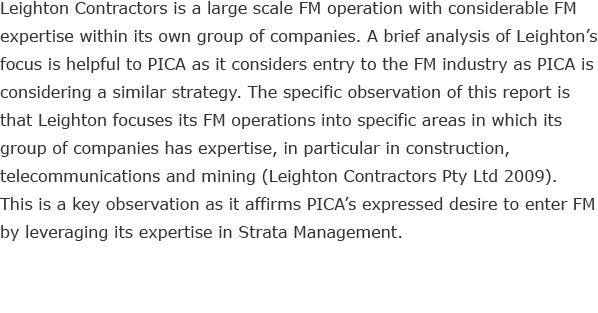 Leighton Contractors is a large scale FM operation with considerable FM
expertise within its own group of companies. A brief analysis of Leighton’s
focus is helpful to PICA as it considers entry to the FM industry as PICA is
considering a similar strategy. The specific observation of this report is
that Leighton focuses its FM operations into specific areas in which its
group of companies has expertise, in particular in construction,
telecommunications and mining (Leighton Contractors Pty Ltd 2009).
This is a key observation as it affirms PICA’s expressed desire to enter FM
by leveraging its expertise in Strata Management.